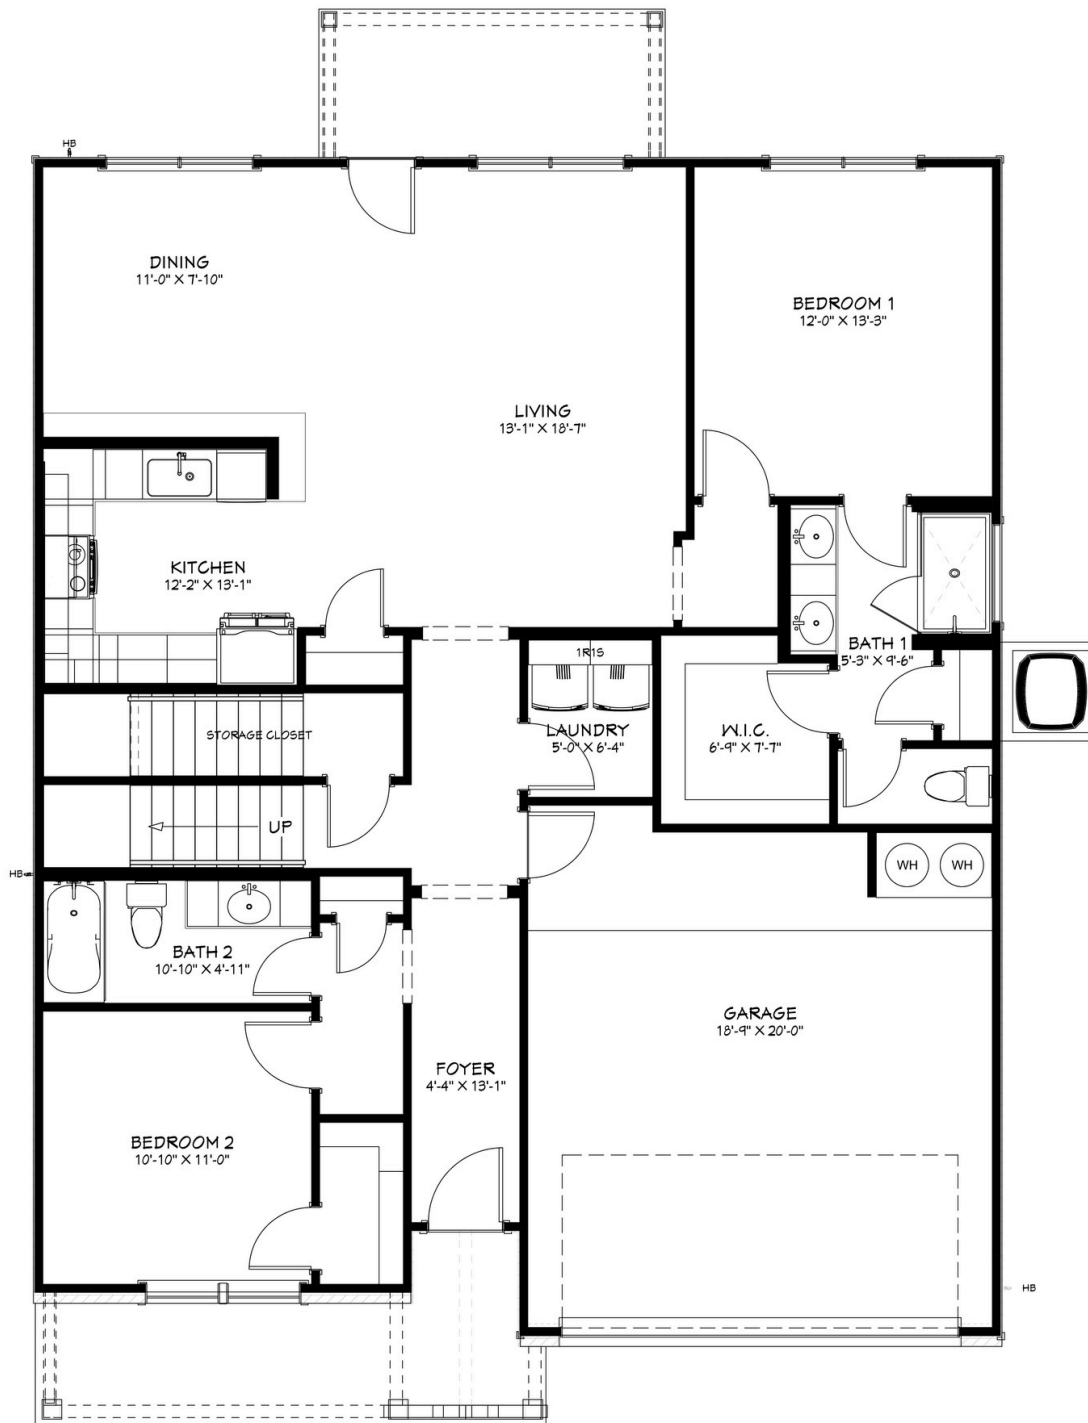 HB
DINING
11'-0" X 7'-10"
BEDROOM 1
12'-0" X 13'-3"
LIVING
13'-1" X 18'-7"
KITCHEN
12'-2" X 13'-1"
BATH 1
5'-3" X 9'-6"
1R1S
LAUNDRY
5'-0" X 6'-4"
W.I.C.
6'-9" X 7'-7"
STORAGE CLOSET
UP
HB
WH
WH
BATH 2
10'-10" X 4'-11"
GARAGE
18'-9" X 20'-0"
FOYER
4'-4" X 13'-1"
BEDROOM 2
10'-10" X 11'-0"
HB